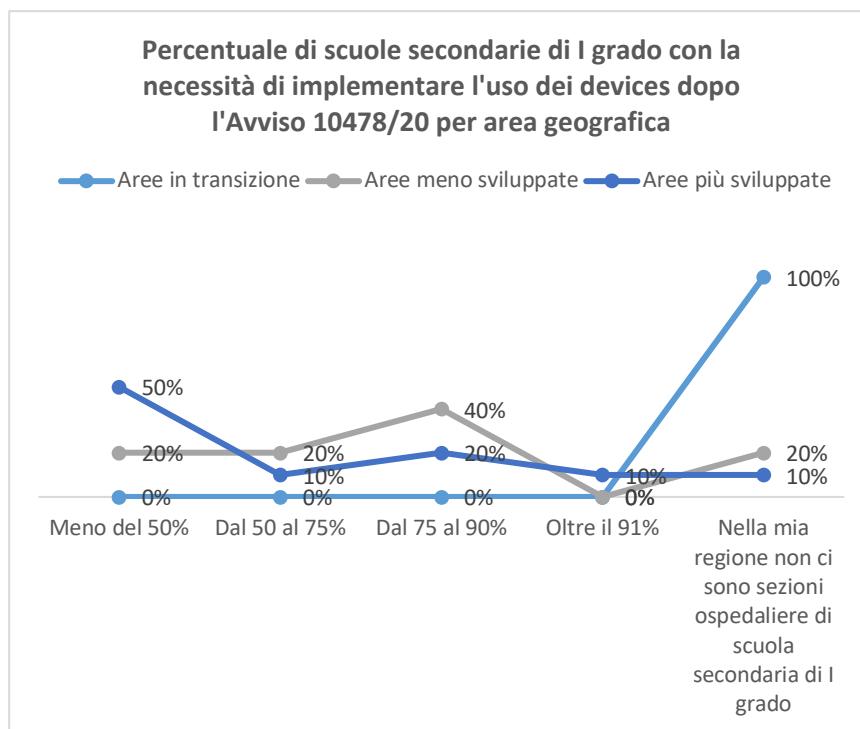 Percentuale di scuole secondarie di I grado con la
necessità di implementare l'uso dei devices dopo
l'Avviso 10478/20 per area geografica
Aree in transizione Aree meno sviluppate Aree più sviluppate
100%
50%
40%
20% 20% 20% 20%
10% 10% 10%
0% 0% 0% 0% 0%
Meno del 50% Dal 50 al 75% Dal 75 al 90% Oltre il 91% Nella mia
regione non ci
sono sezioni
ospedaliere di
scuola
secondaria di I
grado